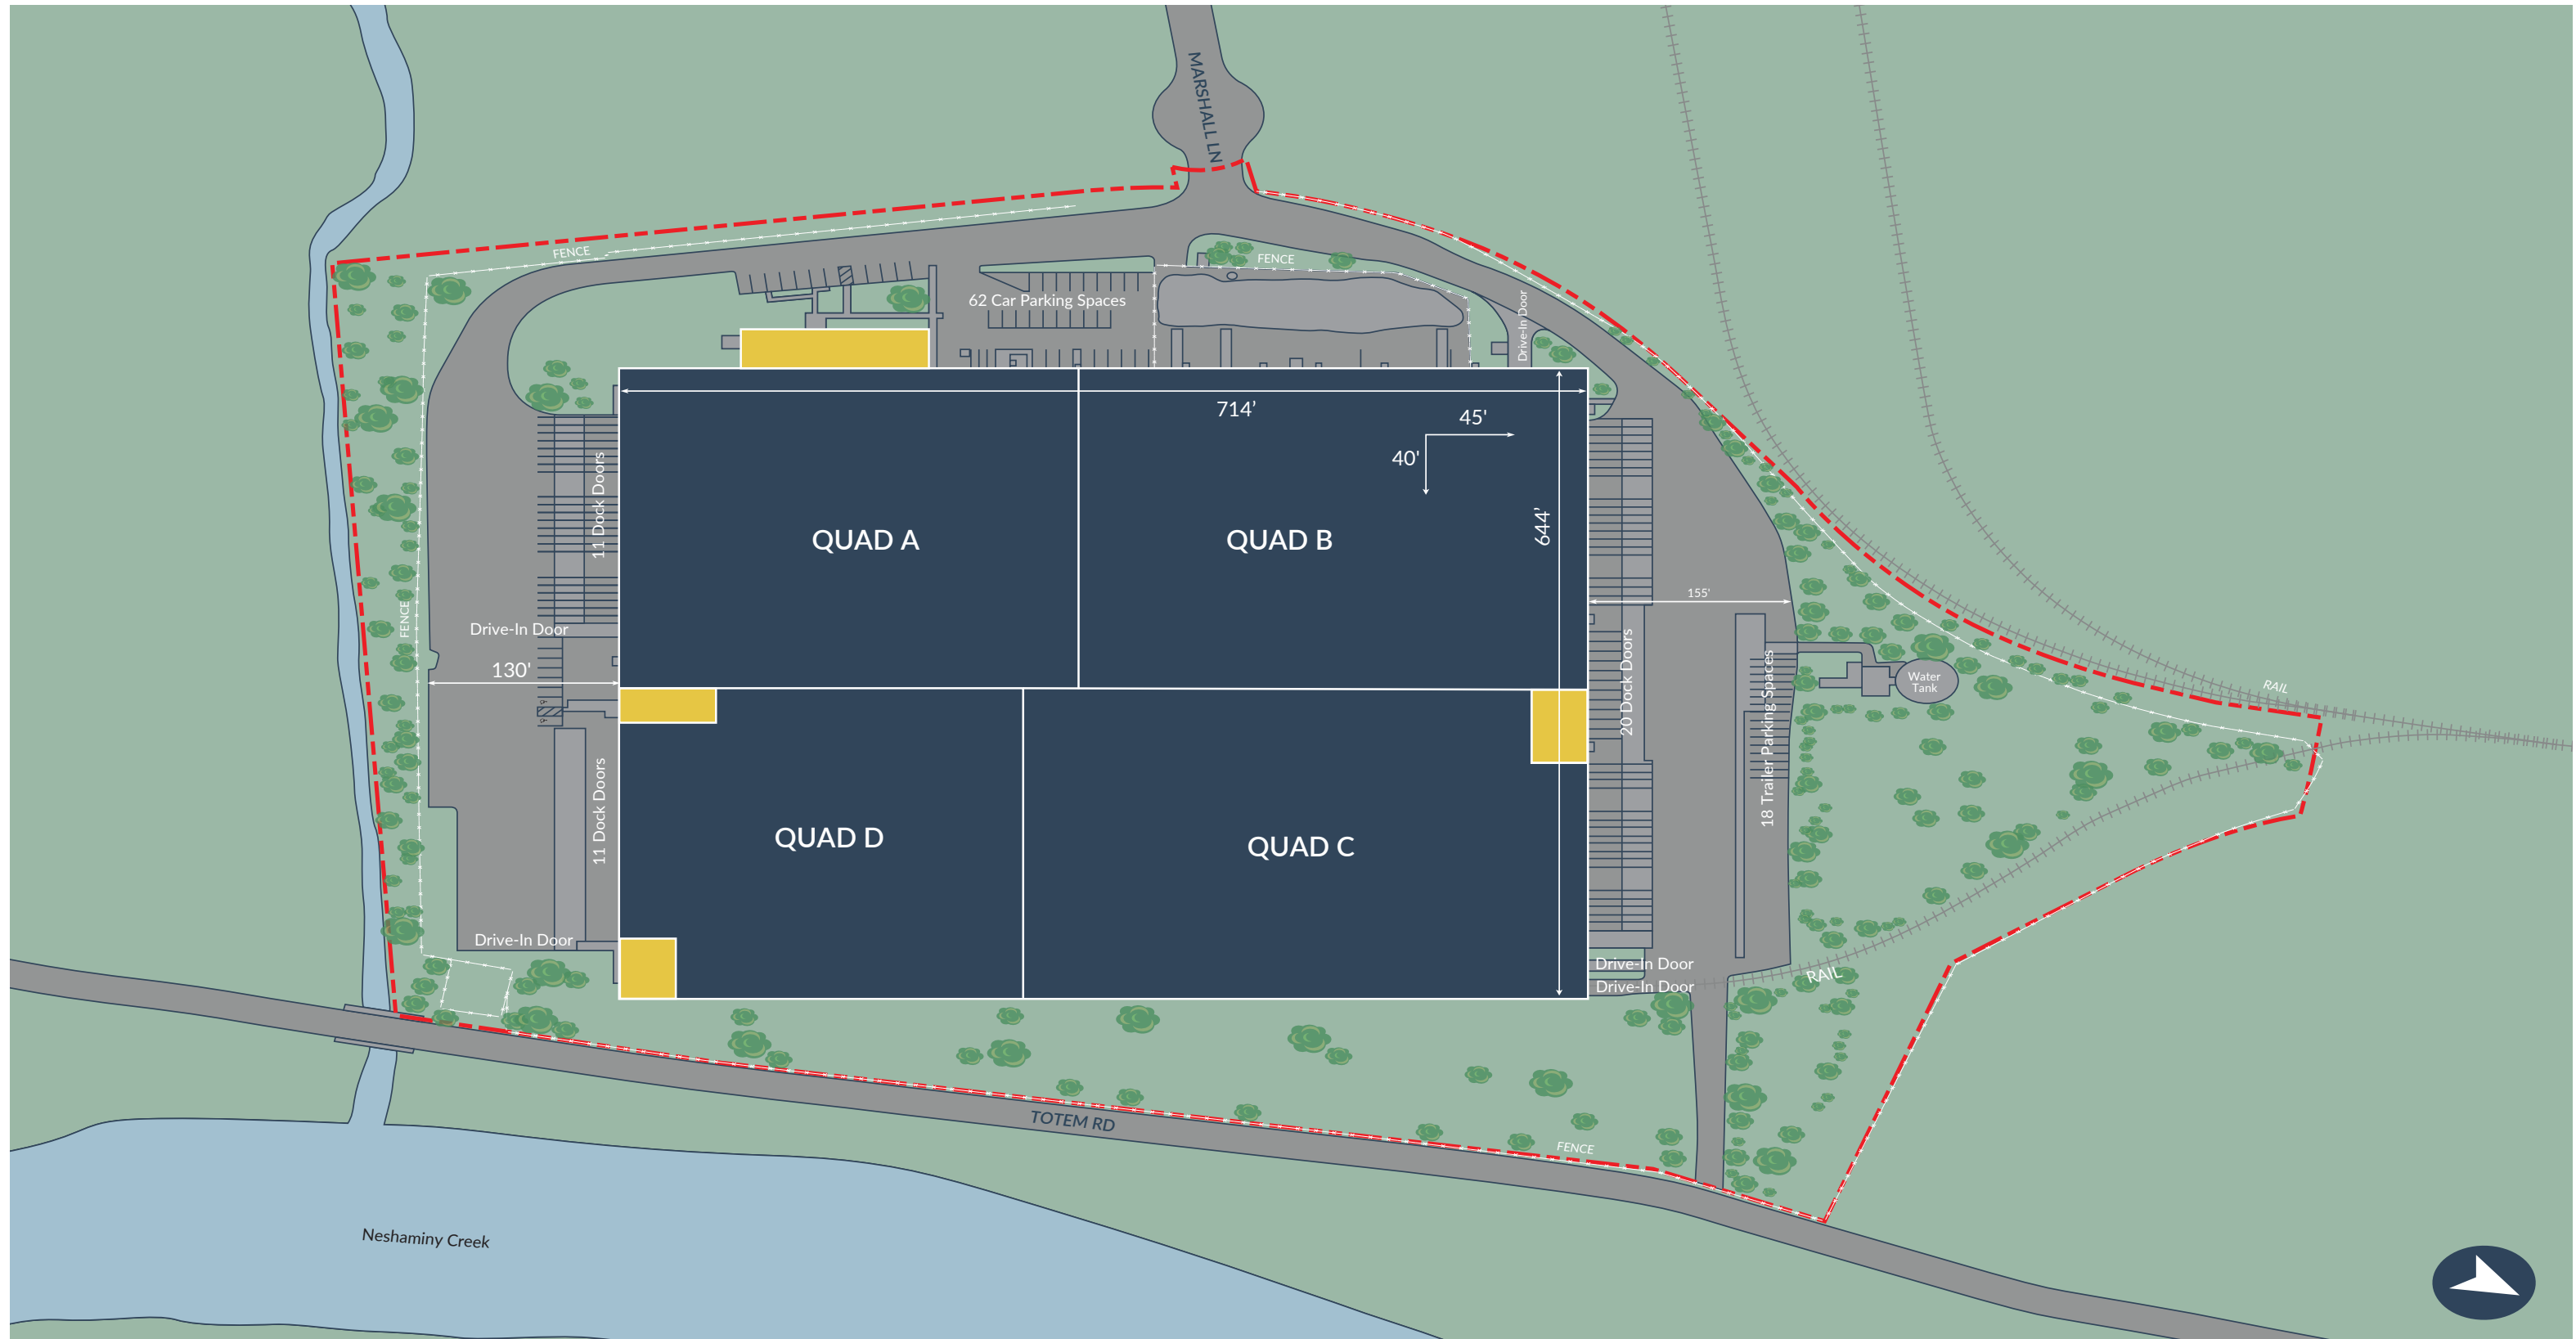 MARSHALL LN
FENCE
FENCE
62 Car Parking Spaces
Drive-In Door
714’
45'
40'
11 Dock Doors
QUAD A
QUAD B
644’
155'
FENCE
Drive-In Door
130'
20 Dock Doors
18 Trailer Parking Spaces
Water
Tank
RAIL
11 Dock Doors
QUAD D
QUAD C
Drive-In Door
Drive-In Door
Drive-In Door
RAIL
TOTEM RD
FENCE
Neshaminy Creek